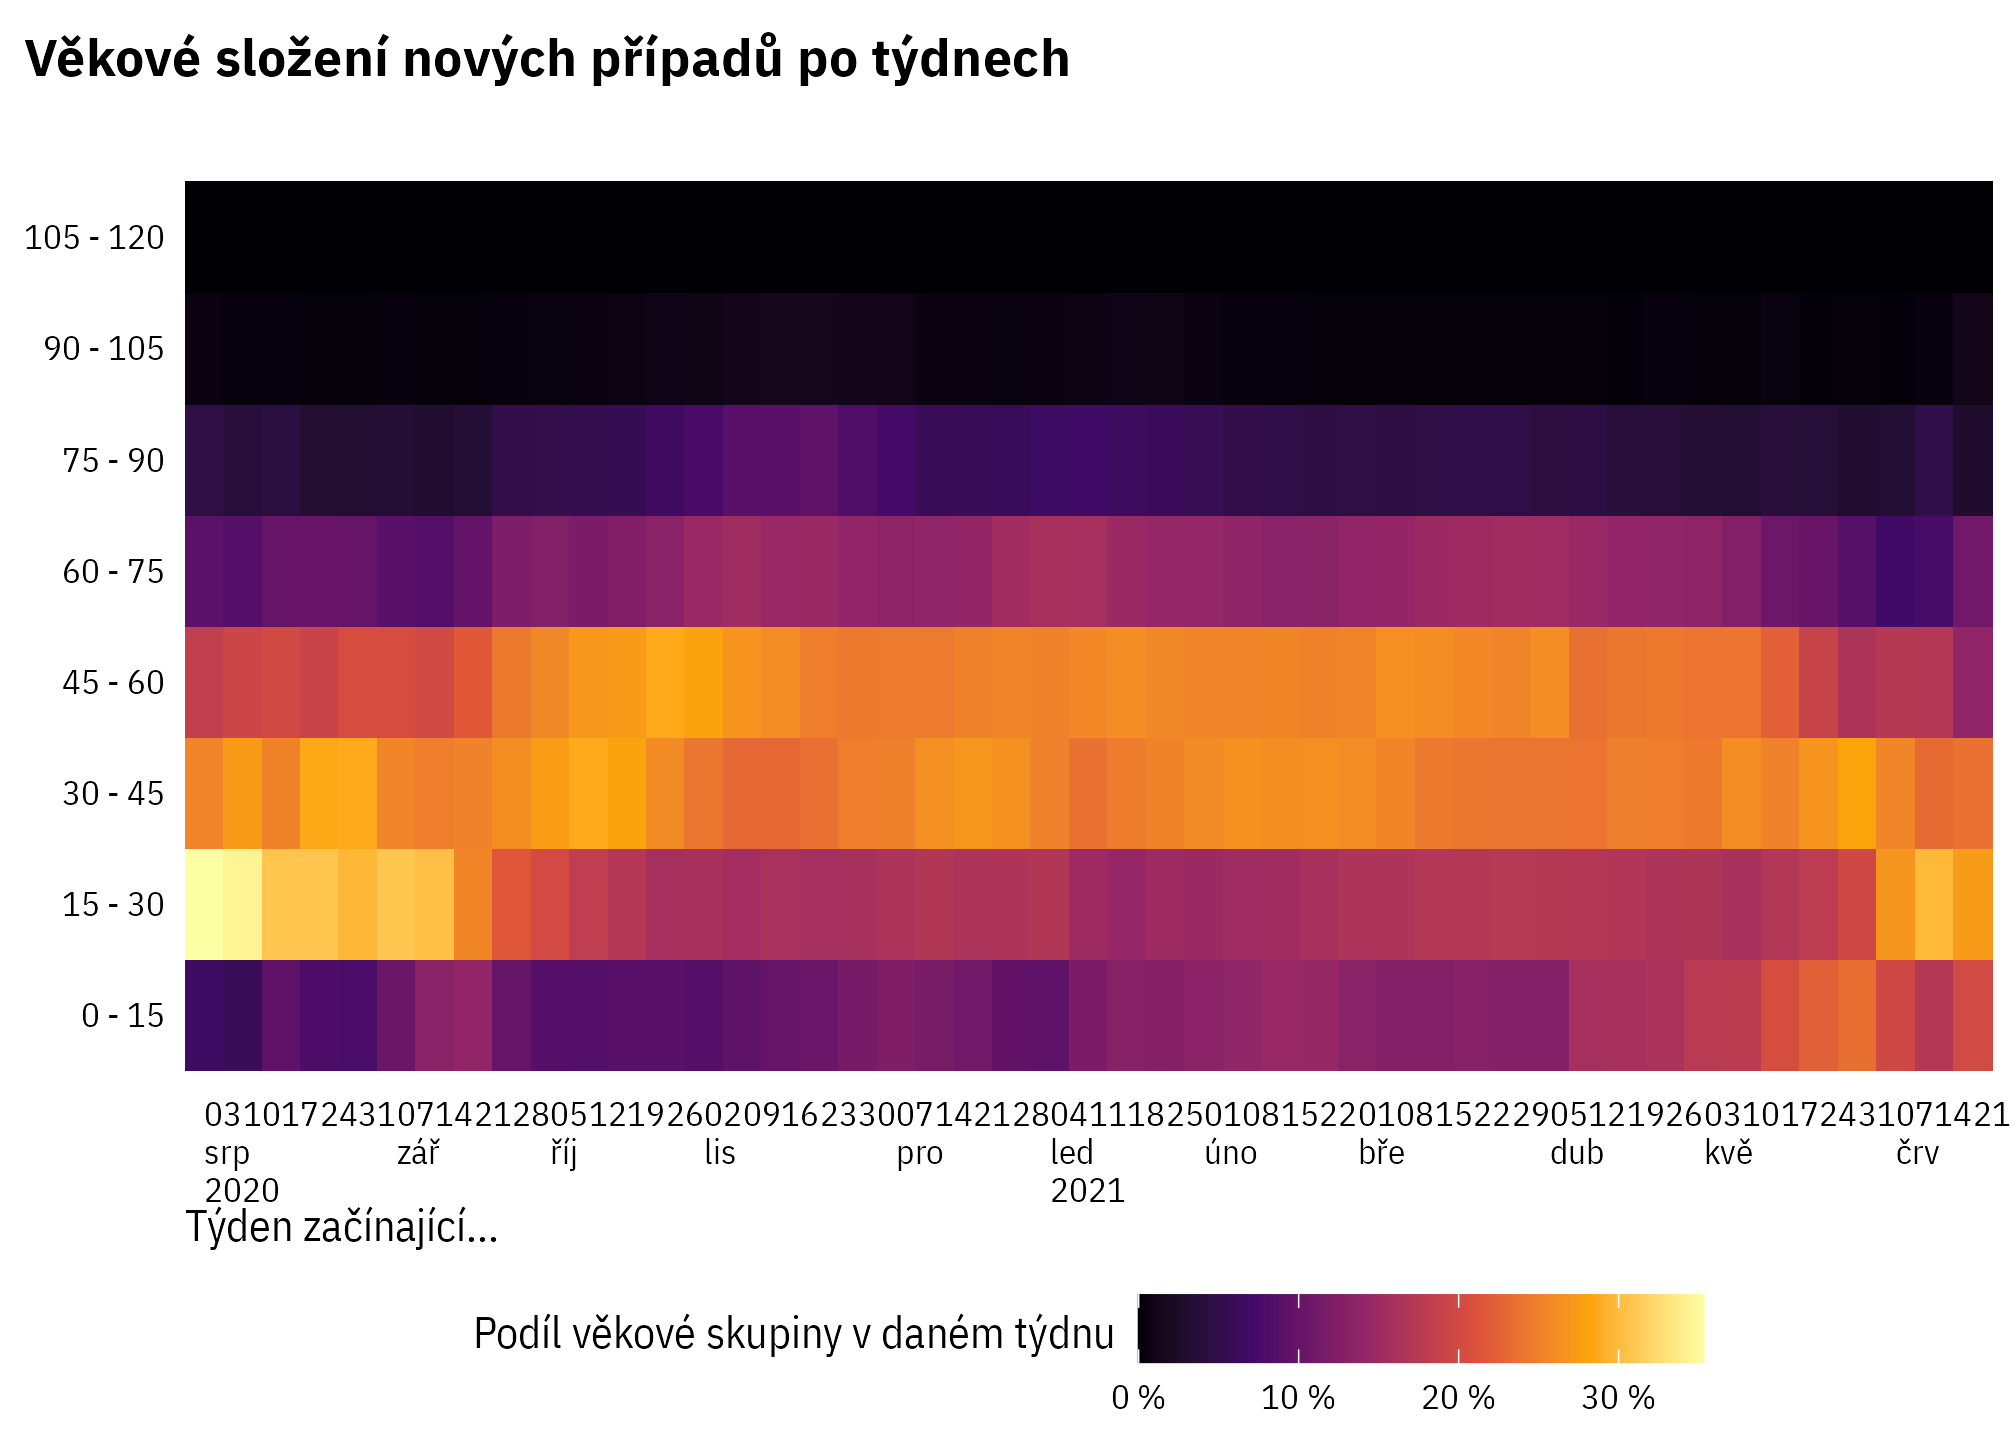 Věkové složení nových případů po týdnech
105 - 120
90 - 105
75 - 90
60 - 75
45 - 60
30 - 45
15 - 30
0 - 15
0310172431071421280512192602091623300714212804111825010815220108152229051219260310172431071421
srp zář říj lis pro led úno bře dub kvě črv
2020 2021
Týden začínající...
Podíl věkové skupiny v daném týdnu
0 % 10 % 20 % 30 %